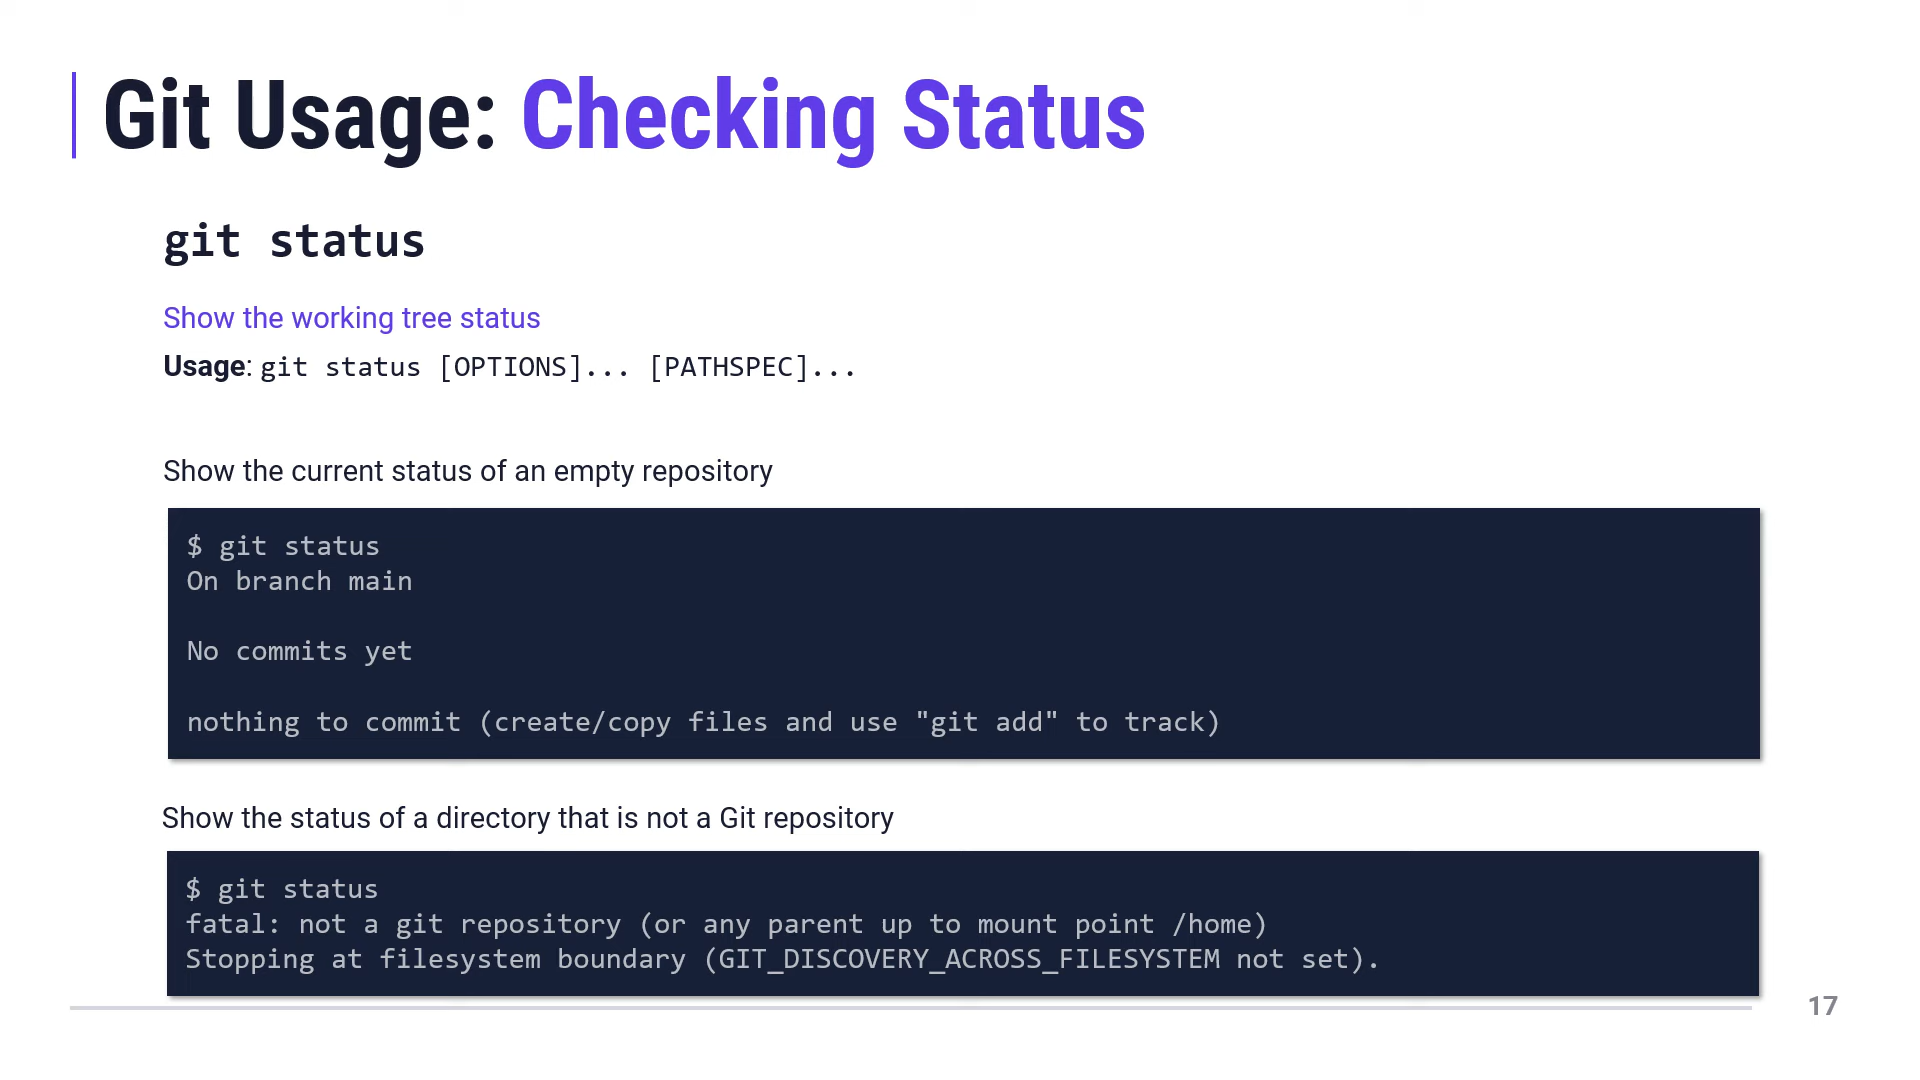 Git Usage: Checking Status
git status
Show the working tree status
Usage: git status [OPTIONS]... [PATHSPEC]...
Show the current status of an empty repository
$ git status
On branch main
No commits yet
nothing to commit (create/copy files and use "git add" to track)
Show the status of a directory that is not a Git repository
$ git status
fatal: not a git repository (or any parent up to mount point /home)
Stopping at filesystem boundary (GIT_DISCOVERY_ACROSS_FILESYSTEM not set).
17